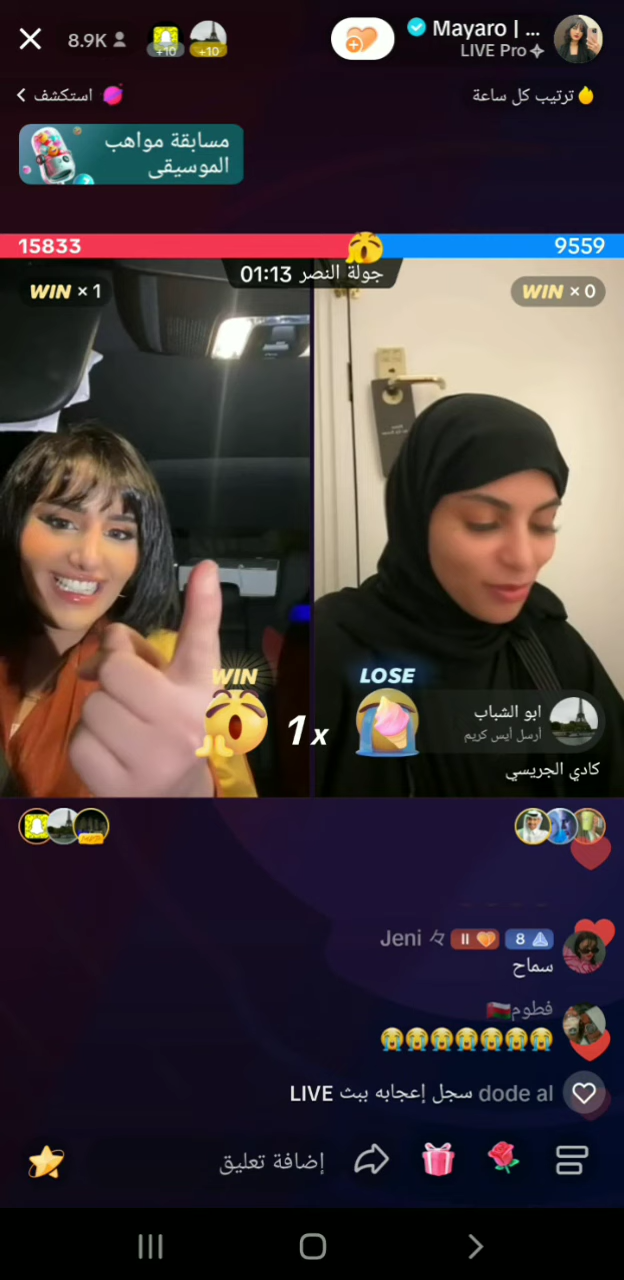 8.9K
+10
+10
Mayaro | ...
LIVE Pro
استكشف
ترتيب كل ساعة
مسابقة مواهب
الموسيقى
15833
9559
جولة النصر 01:13
WIN × 1
WIN × 0
WIN
LOSE
1x
ابو الشباب
أرسل أيس كريم
كادي الجريسي
Jeni 々
II
8
سماح
فطوم
dode al سجل إعجابه ببث LIVE
إضافة تعليق